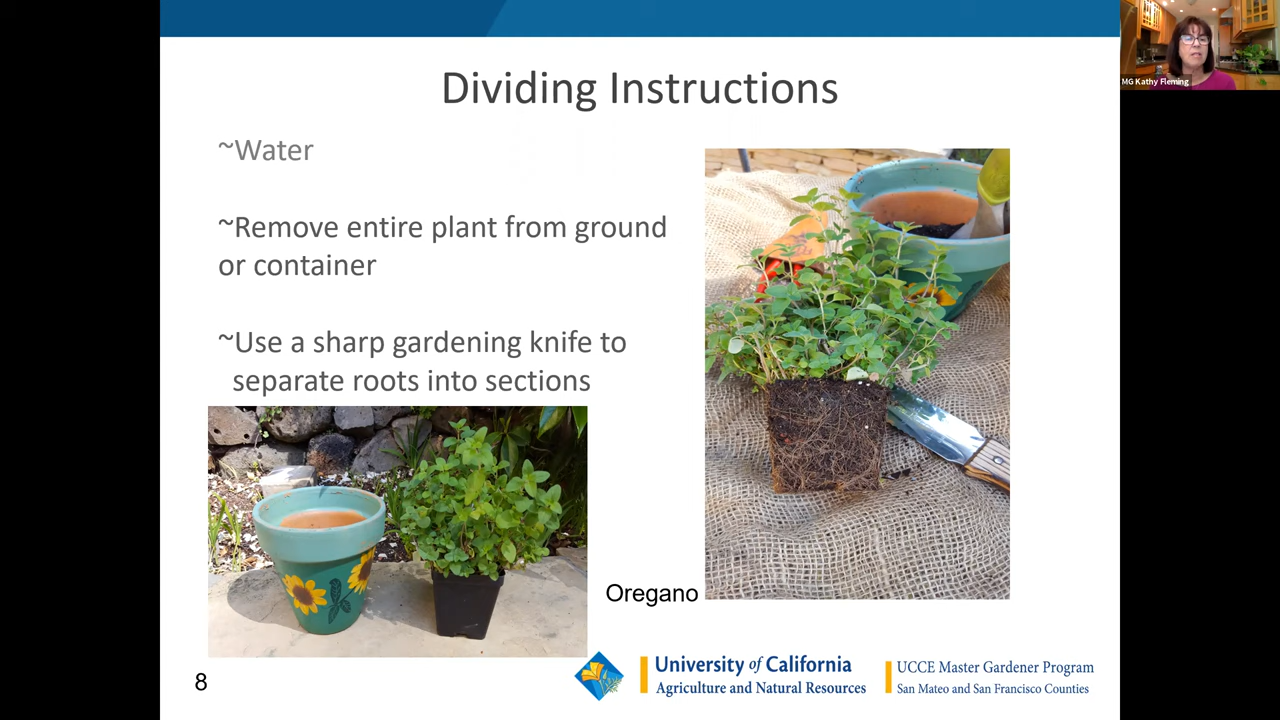 MG Kathy Fleming
Dividing Instructions
~Water
~Remove entire plant from ground
or container
~Use a sharp gardening knife to
separate roots into sections
Oregano
8
University of California
Agriculture and Natural Resources
UCCE Master Gardener Program
San Mateo and San Francisco Counties